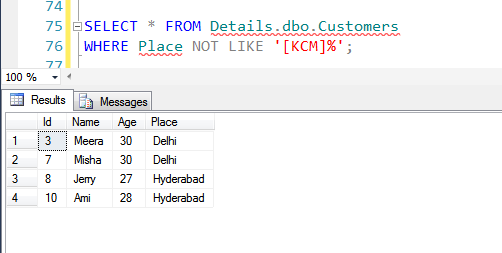 74
75 SELECT * FROM Details.dbo.Customers
76 WHERE Place NOT LIKE '[KCM]%';
77
100 %
Results Messages
Id Name Age Place
1 3 Meera 30 Delhi
2 7 Misha 30 Delhi
3 8 Jerry 27 Hyderabad
4 10 Ami 28 Hyderabad